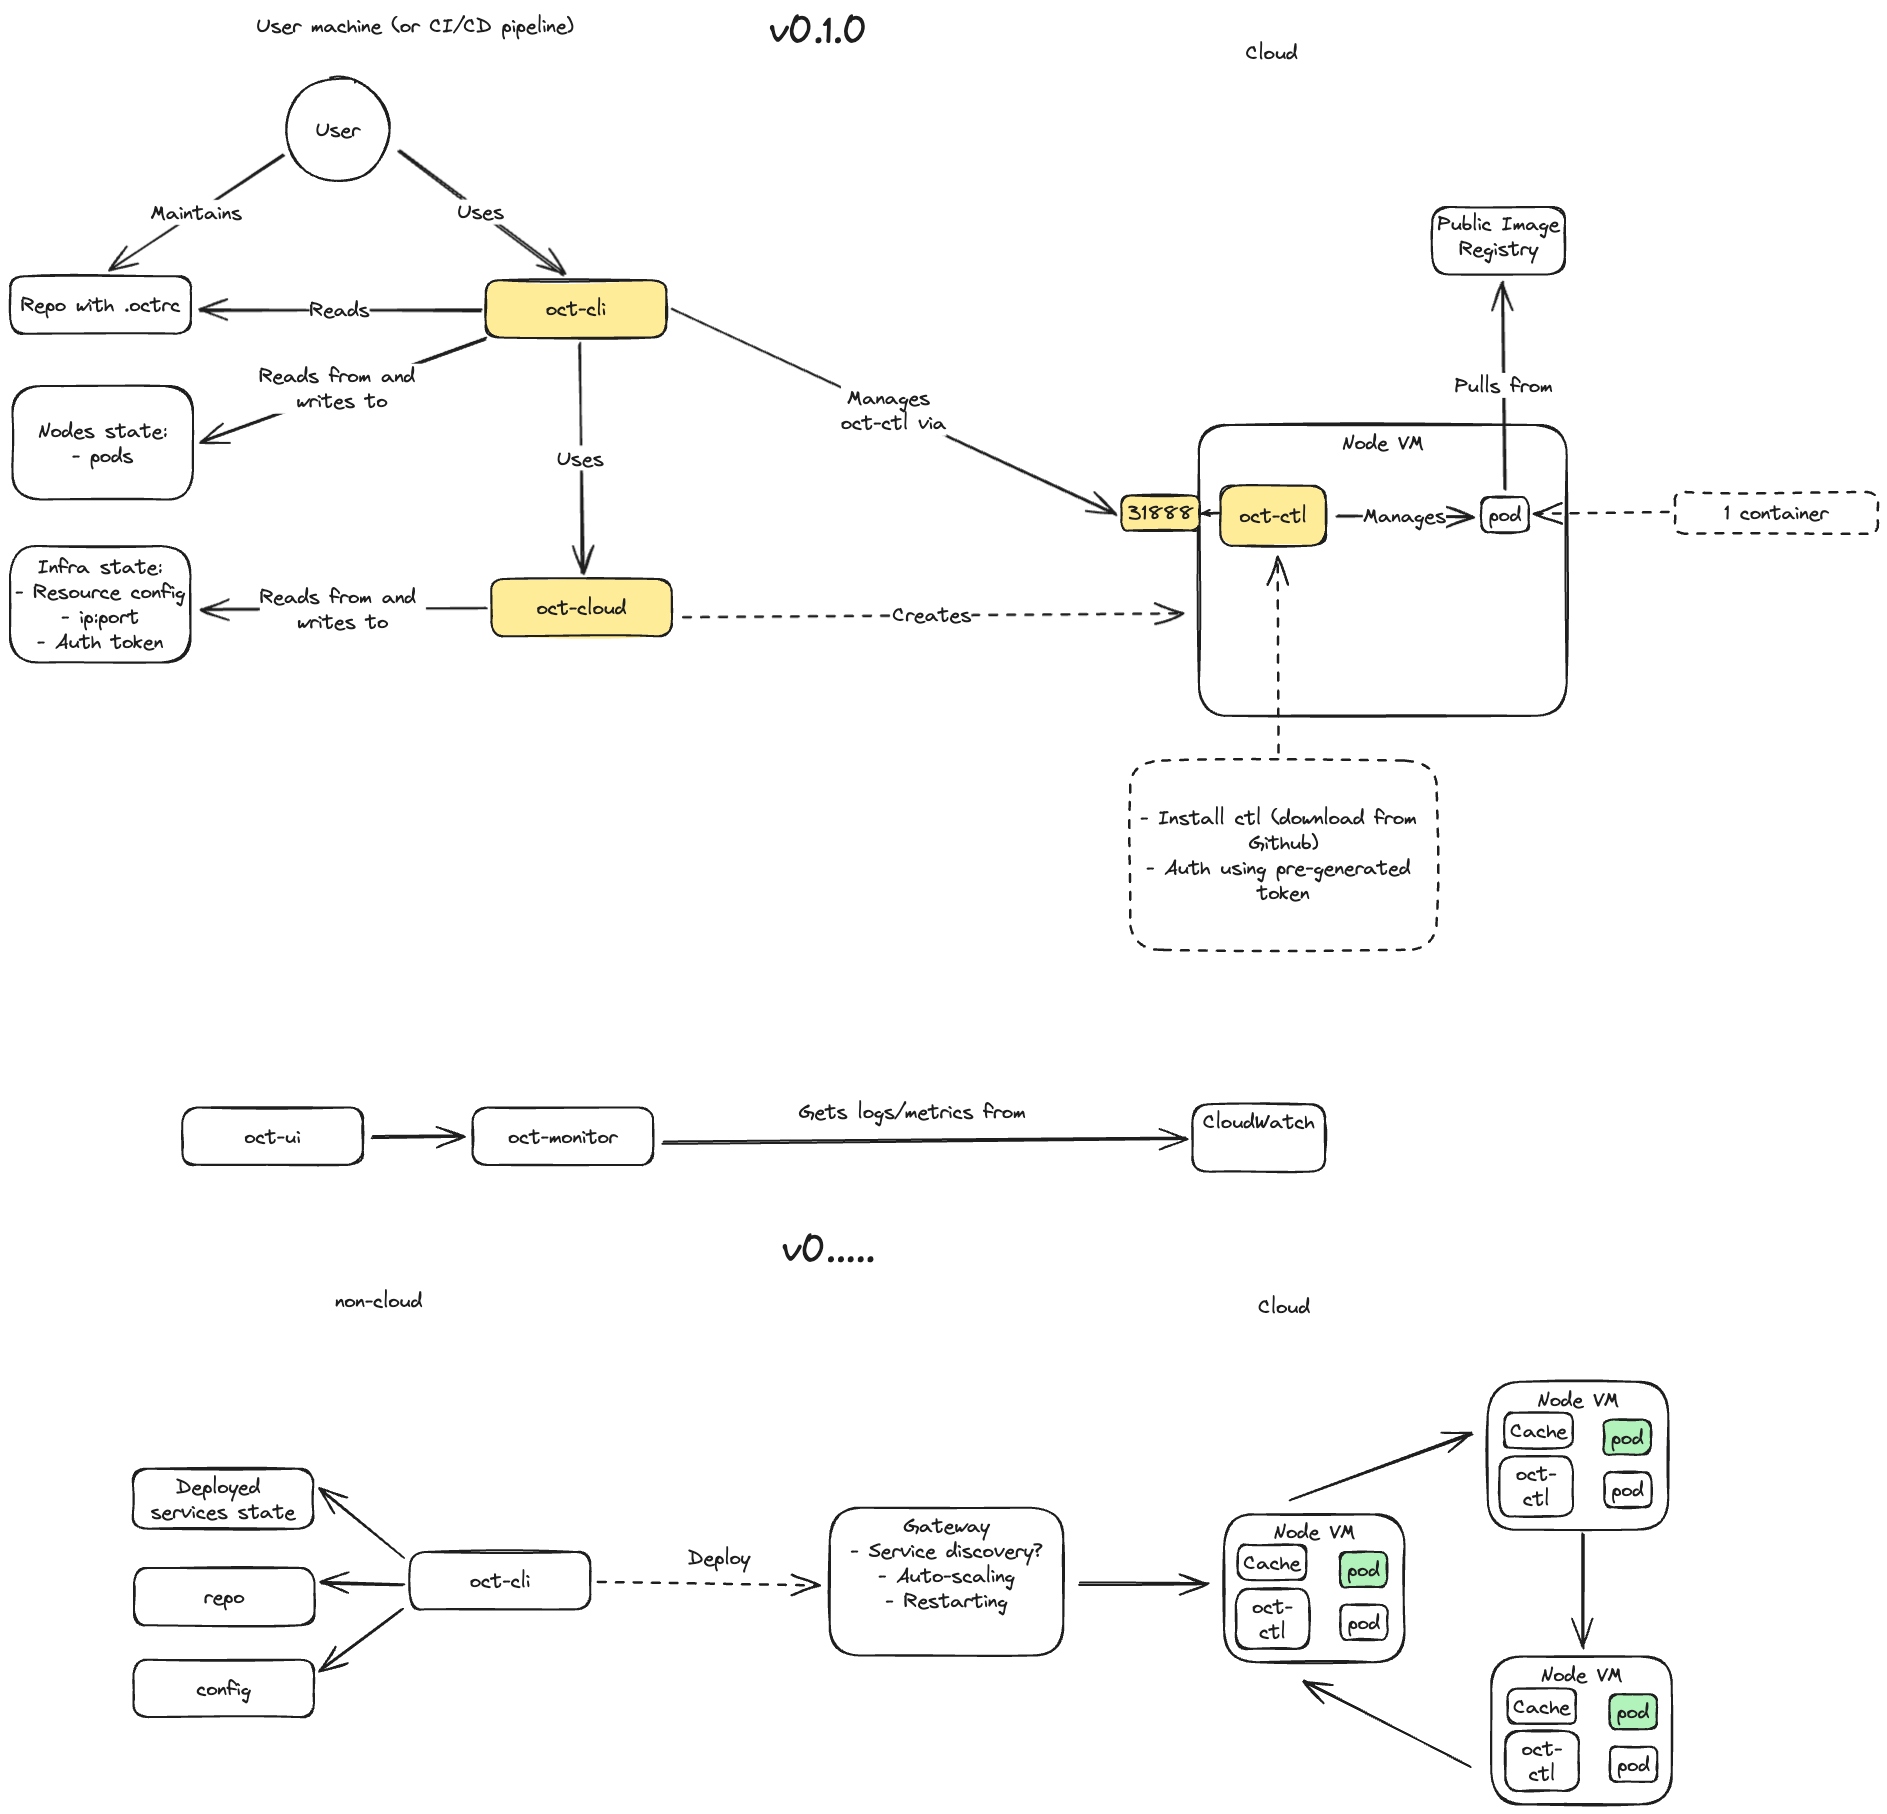 User machine (or CI/CD pipeline)
v0.1.0
Cloud
User
Maintains
Uses
Public Image
Registry
Repo with .octrc
Reads
oct-cli
Reads from and
writes to
Manages
oct-ctl via
Pulls from
Nodes state:
- pods
Node VM
Uses
31888
oct-ctl
Manages
pod
1 container
Infra state:
- Resource config
- ip:port
- Auth token
Reads from and
writes to
oct-cloud
Creates
- Install ctl (download from
Github)
- Auth using pre-generated
token
oct-ui
oct-monitor
Gets logs/metrics from
CloudWatch
v0.....
non-cloud
Cloud
Deployed
services state
repo
config
oct-cli
Deploy
Gateway
- Service discovery?
- Auto-scaling
- Restarting
Node VM
Cache
pod
oct-
ctl
pod
Node VM
Cache
pod
oct-
ctl
pod
Node VM
Cache
pod
oct-
ctl
pod